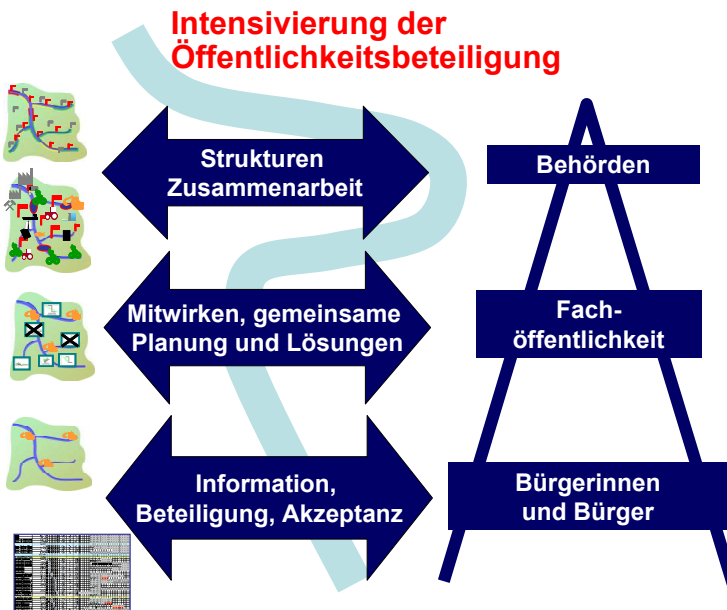 Intensivierung der
Öffentlichkeitsbeteiligung
Strukturen
Zusammenarbeit
Behörden
Mitwirken, gemeinsame
Planung und Lösungen
Fach-
öffentlichkeit
Information,
Beteiligung, Akzeptanz
Bürgerinnen
und Bürger